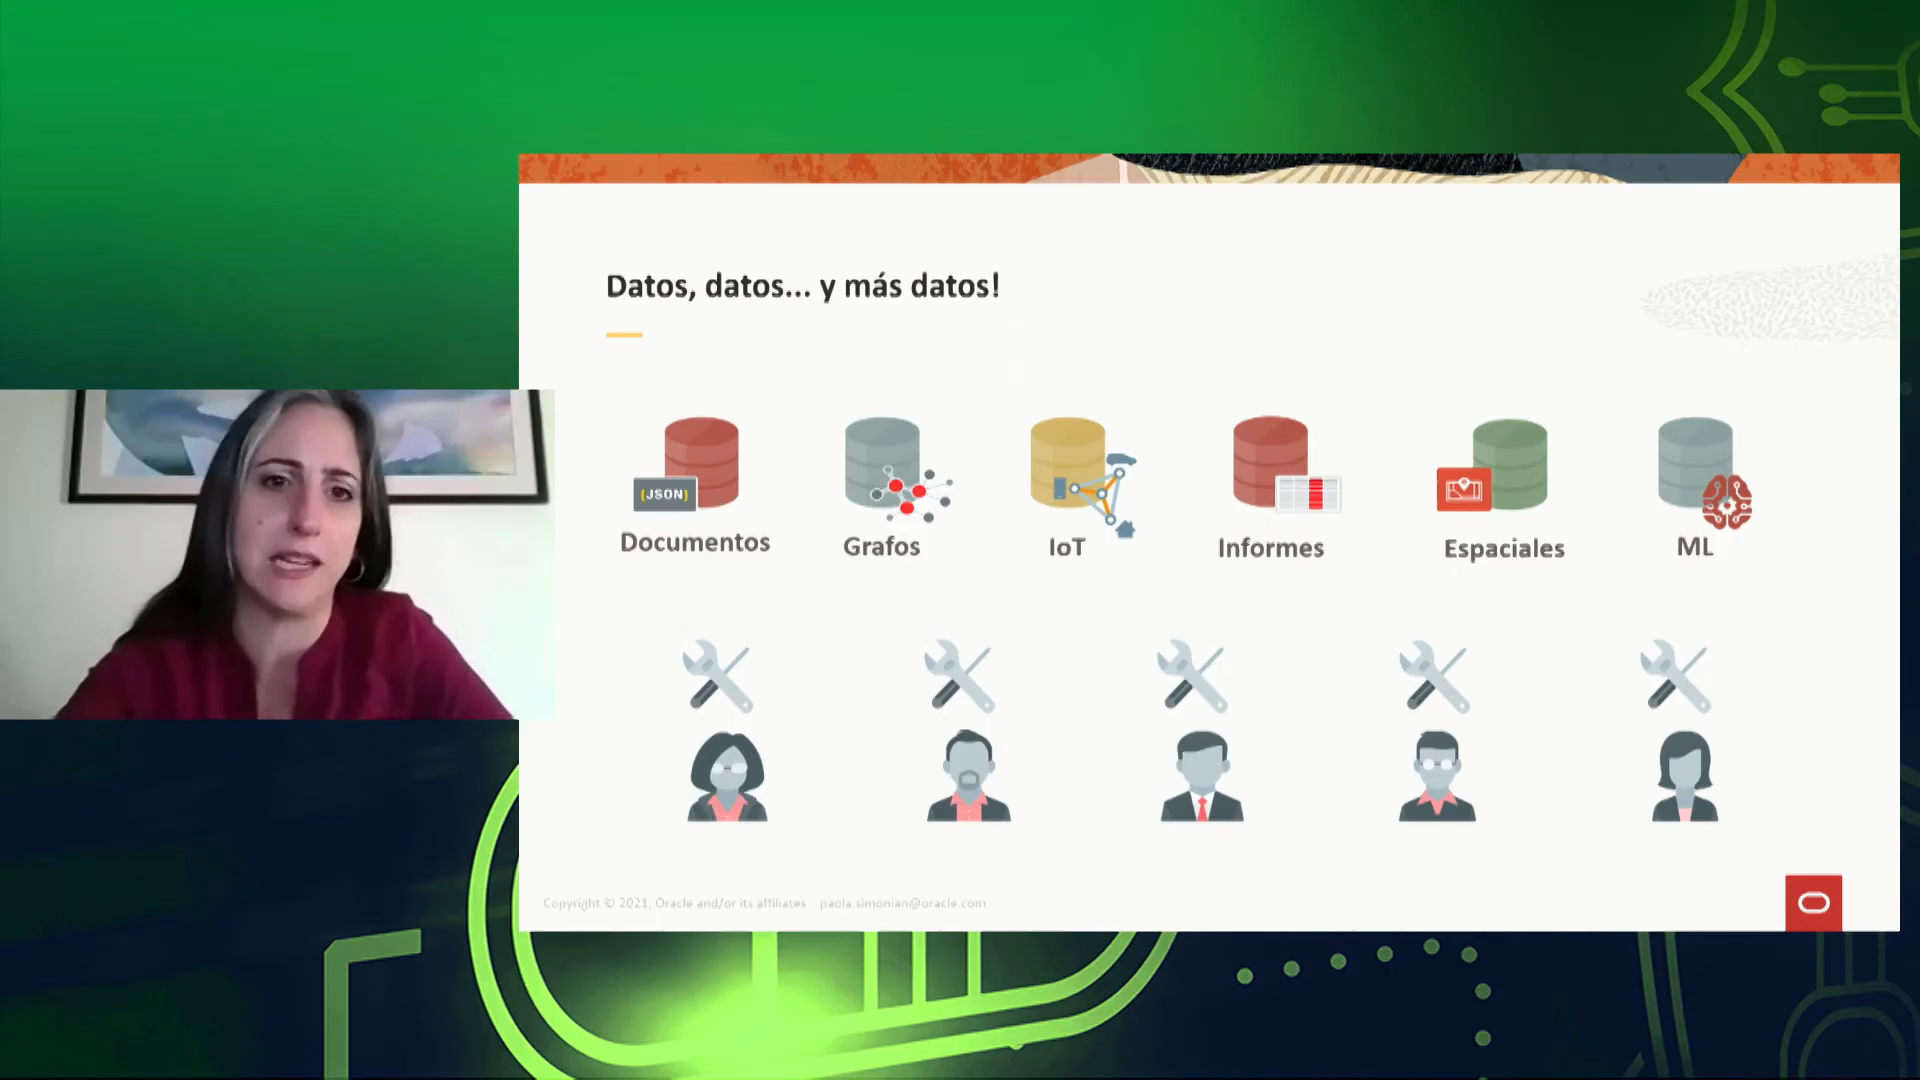 Datos, datos... y más datos!
{JSON}
Documentos
Grafos
IoT
Informes
Espaciales
ML
Copyright © 2021, Oracle and/or its affiliates paola.simonian@oracle.com